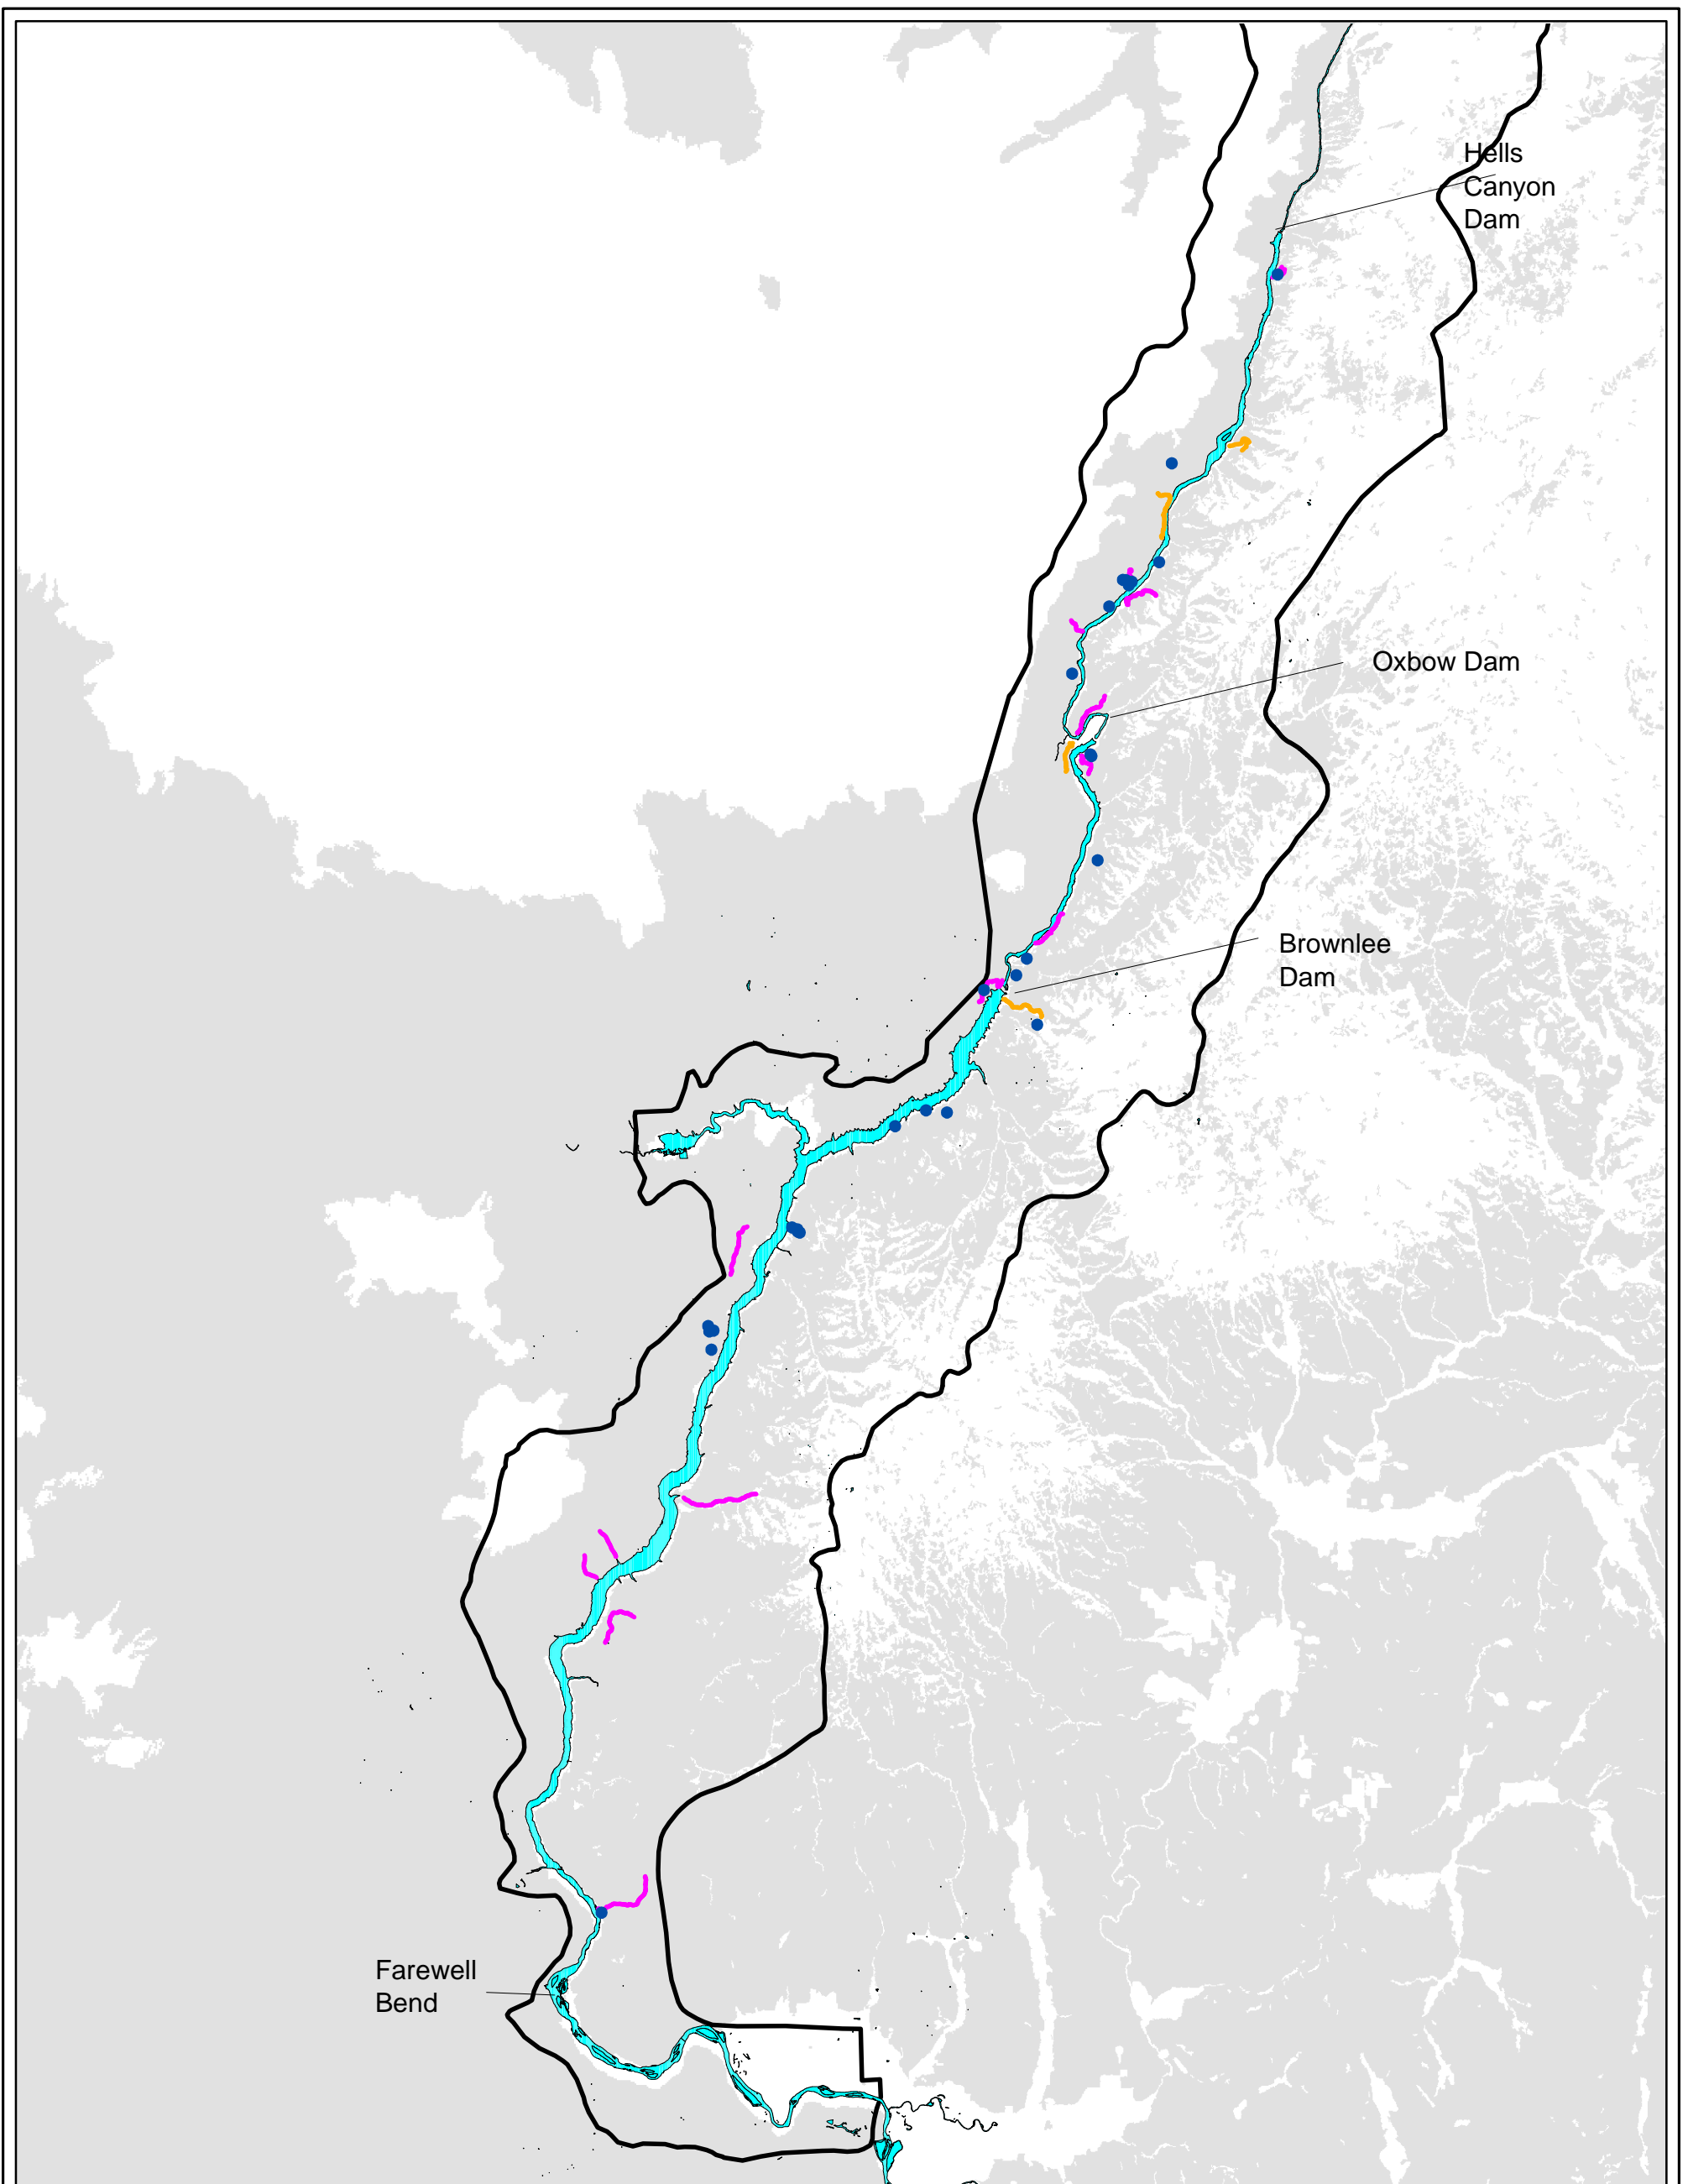 Hells
Canyon
Dam
Oxbow Dam
Brownlee
Dam
Farewell
Bend